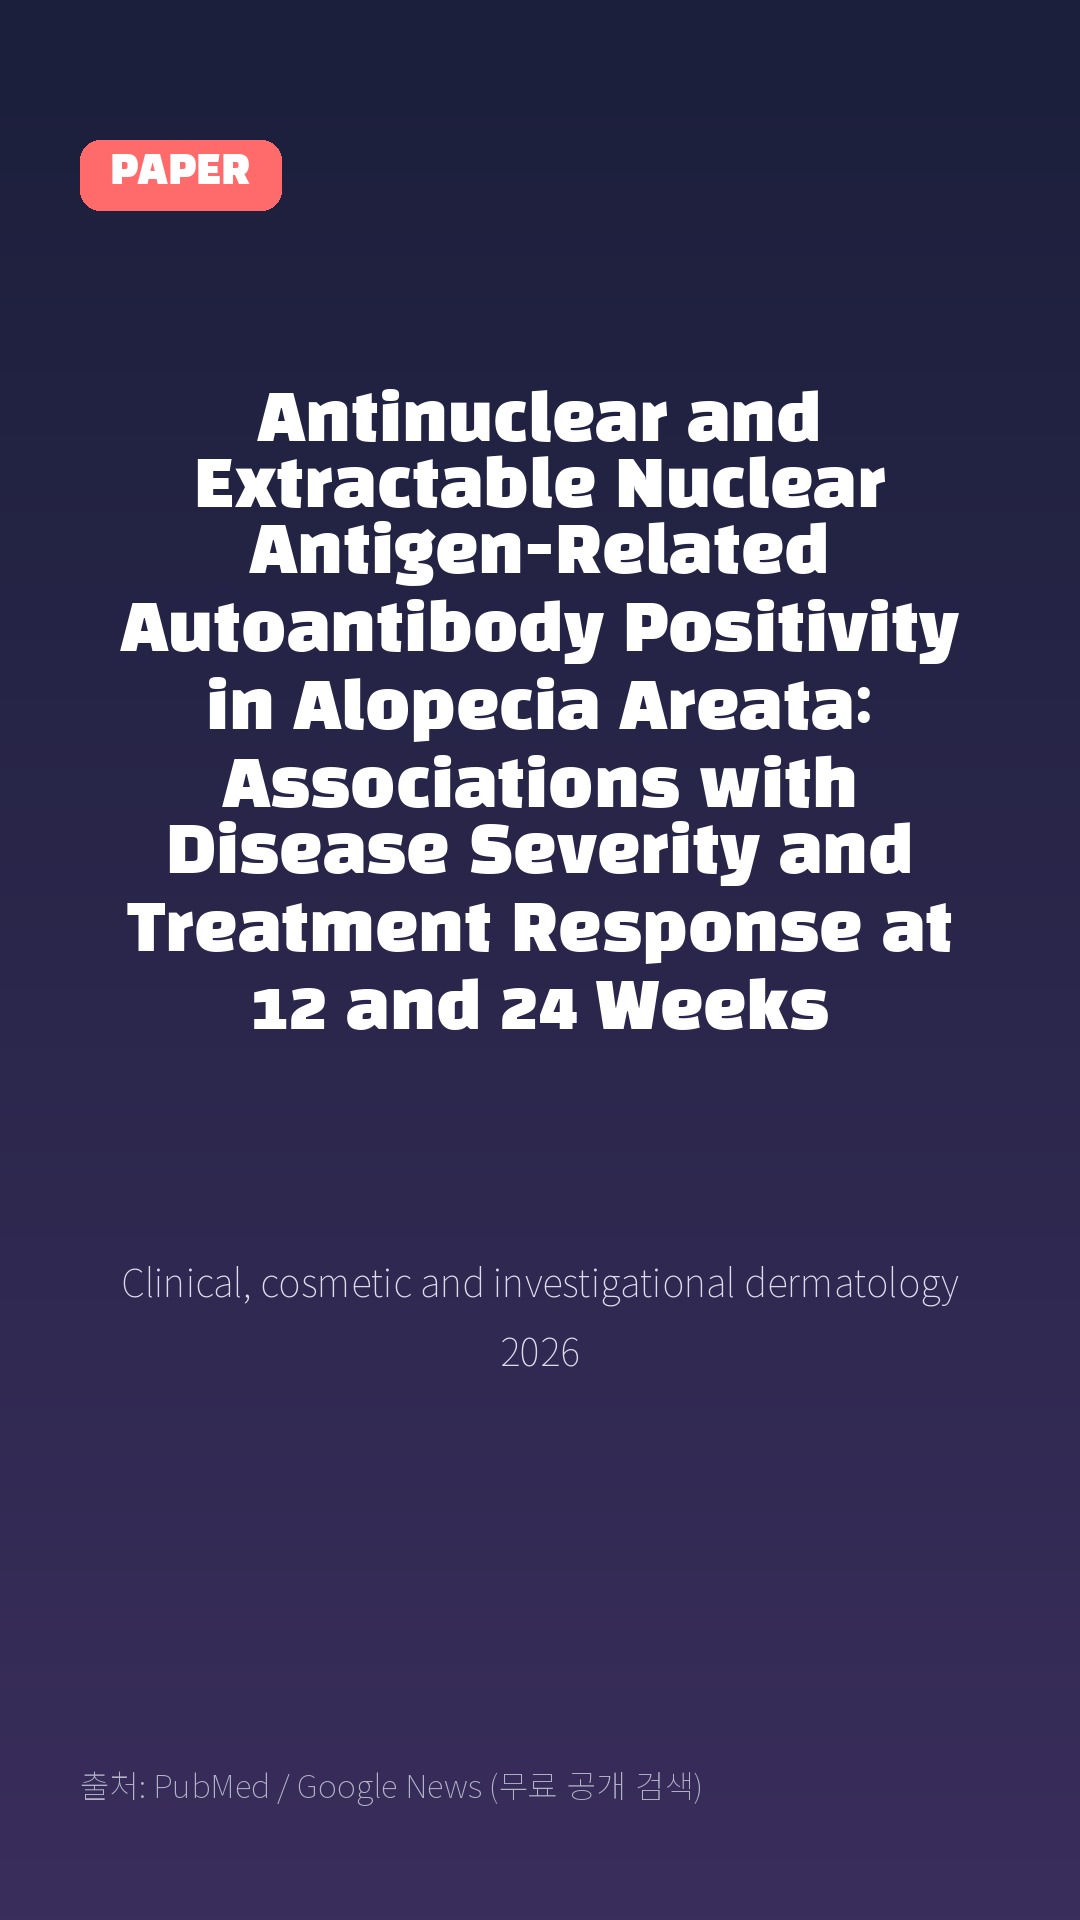 PAPER
Antinuclear and
Extractable Nuclear
Antigen-Related
Autoantibody Positivity
in Alopecia Areata:
Associations with
Disease Severity and
Treatment Response at
12 and 24 Weeks
Clinical, cosmetic and investigational dermatology
2026
출처: PubMed / Google News (무료 공개 검색)